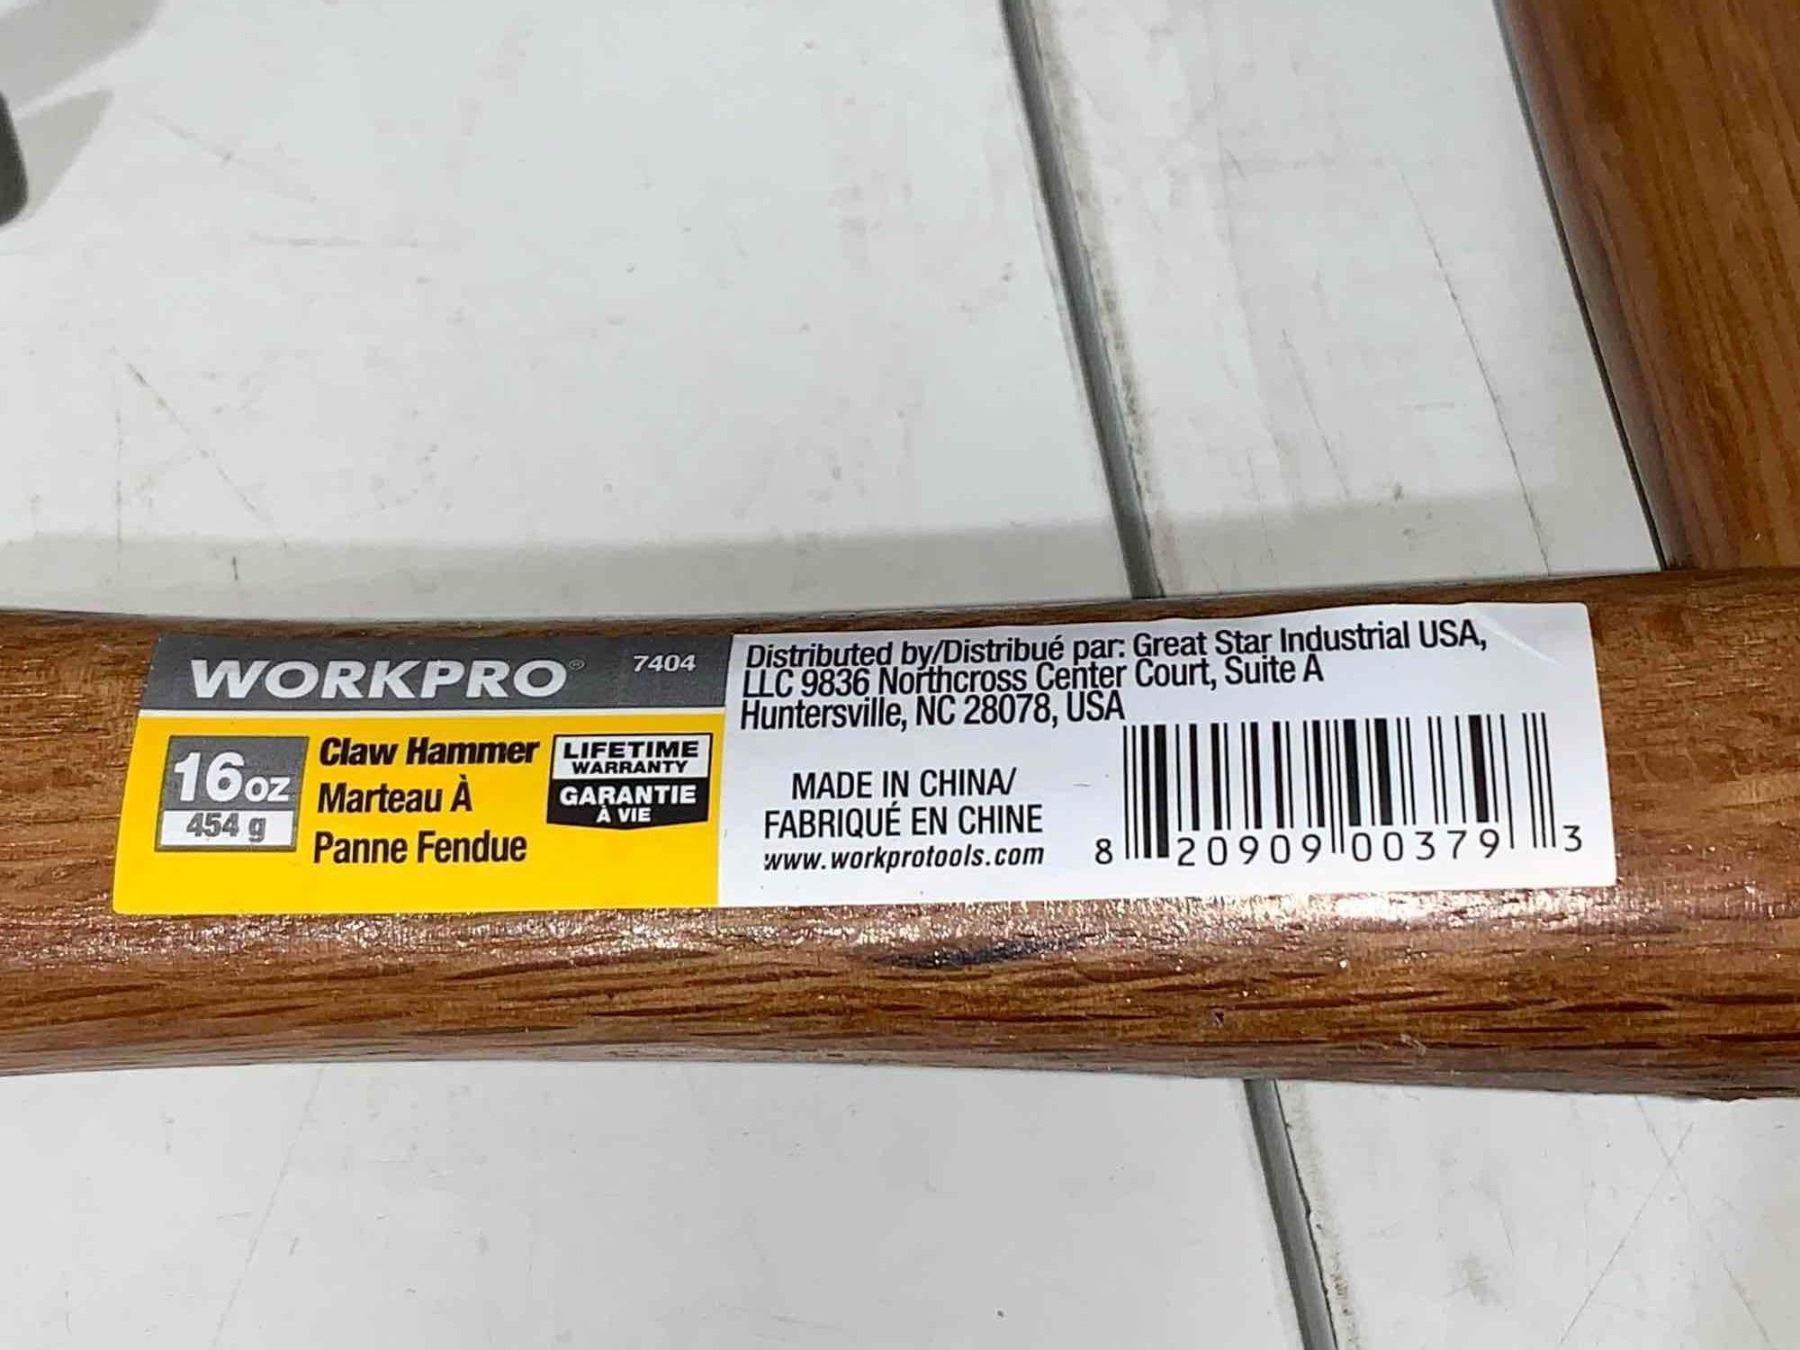 WORKPRO® 7404
16oz
454 g
Claw Hammer
Marteau À
Panne Fendue
LIFETIME
WARRANTY
GARANTIE
À VIE
Distributed by/Distribué par: Great Star Industrial USA,
LLC 9836 Northcross Center Court, Suite A
Huntersville, NC 28078, USA
MADE IN CHINA/
FABRIQUÉ EN CHINE
www.workprotools.com
8 20909 00379 3